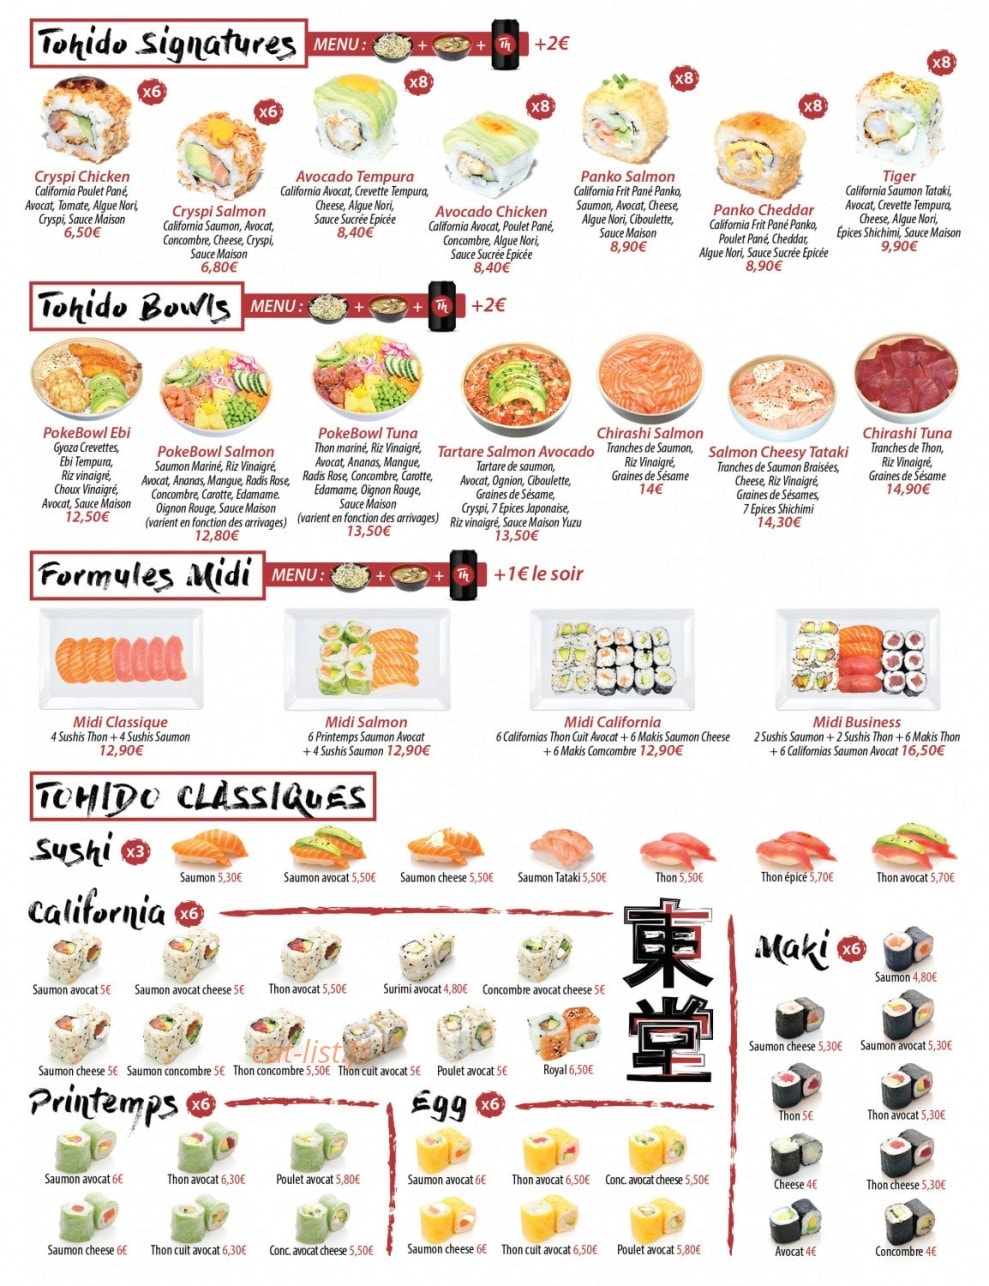 Tohido Signatures
MENU : + + Th +2€
x6
Cryspi Chicken
California Poulet Pané,
Avocat, Tomate, Algue Nori,
Cryspi, Sauce Maison
6,50€
x6
Cryspi Salmon
California Saumon, Avocat,
Concombre, Cheese, Cryspi,
Sauce Maison
6,80€
x8
Avocado Tempura
California Avocat, Crevette Tempura,
Cheese, Algue Nori,
Sauce Sucrée Epicée
8,40€
x8
Avocado Chicken
California Avocat, Poulet Pané,
Concombre, Algue Nori,
Sauce Sucrée Epicée
8,40€
x8
Panko Salmon
California Frit Pané Panko,
Saumon, Avocat, Cheese,
Algue Nori, Ciboulette,
Sauce Maison
8,90€
x8
Panko Cheddar
California Frit Pané Panko,
Poulet Pané, Cheddar,
Algue Nori, Sauce Sucrée Epicée
8,90€
x8
Tiger
California Saumon Tataki,
Avocat, Crevette Tempura,
Cheese, Algue Nori,
Épices Shichimi, Sauce Maison
9,90€
Tohido Bowls
MENU : + + Th +2€
PokeBowl Ebi
Gyoza Crevettes,
Ebi Tempura,
Riz vinaigré,
Choux Vinaigré,
Avocat, Sauce Maison
12,50€
PokeBowl Salmon
Saumon Mariné, Riz Vinaigré,
Avocat, Ananas, Mangue, Radis Rose,
Concombre, Carotte, Edamame.
Oignon Rouge, Sauce Maison
(varient en fonction des arrivages)
12,80€
PokeBowl Tuna
Thon mariné, Riz Vinaigré,
Avocat, Ananas, Mangue,
Radis Rose, Concombre, Carotte,
Edamame, Oignon Rouge,
Sauce Maison
(varient en fonction des arrivages)
13,50€
Tartare Salmon Avocado
Tartare de saumon,
Avocat, Ognion, Ciboulette,
Graines de Sésame,
Cryspi, 7 Epices Japonaise,
Riz vinaigré, Sauce Maison Yuzu
13,50€
Chirashi Salmon
Tranches de Saumon,
Riz Vinaigré,
Graines de Sésame
14€
Salmon Cheesy Tataki
Tranches de Saumon Braisées,
Cheese, Riz Vinaigré,
Graines de Sésames,
7 Epices Shichimi
14,30€
Chirashi Tuna
Tranches de Thon,
Riz Vinaigré,
Graines de Sésame
14,90€
Formules Midi
MENU : + + Th +1€ le soir
Midi Classique
4 Sushis Thon + 4 Sushis Saumon
12,90€
Midi Salmon
6 Printemps Saumon Avocat
+ 4 Sushis Saumon 12,90€
Midi California
6 Californias Thon Cuit Avocat + 6 Makis Saumon Cheese
+ 6 Makis Comcombre 12,90€
Midi Business
2 Sushis Saumon + 2 Sushis Thon + 6 Makis Thon
+ 6 Californias Saumon Avocat 16,50€
TOHIDO CLASSIQUES
Sushi x3
Saumon 5,30€
Saumon avocat 5,50€
Saumon cheese 5,50€
Saumon Tataki 5,50€
Thon 5,50€
Thon épicé 5,70€
Thon avocat 5,70€
California x6
Saumon avocat 5€
Saumon avocat cheese 5€
Thon avocat 5,50€
Surimi avocat 4,80€
Concombre avocat cheese 5€
Saumon cheese 5€
Saumon concombre 5€
Thon concombre 5,50€
Thon cuit avocat 5€
Poulet avocat 5€
Royal 6,50€
eat-list.fr
東
堂
Maki x6
Saumon 4,80€
Saumon cheese 5,30€
Saumon avocat 5,30€
Thon 5€
Thon avocat 5,30€
Cheese 4€
Thon cheese 5,30€
Avocat 4€
Concombre 4€
Printemps x6
Saumon avocat 6€
Thon avocat 6,30€
Poulet avocat 5,80€
Saumon cheese 6€
Thon cuit avocat 6,30€
Conc. avocat cheese 5,50€
Egg x6
Saumon avocat 6€
Thon avocat 6,50€
Conc. avocat cheese 5,50€
Saumon cheese 6€
Thon cuit avocat 6,50€
Poulet avocat 5,80€